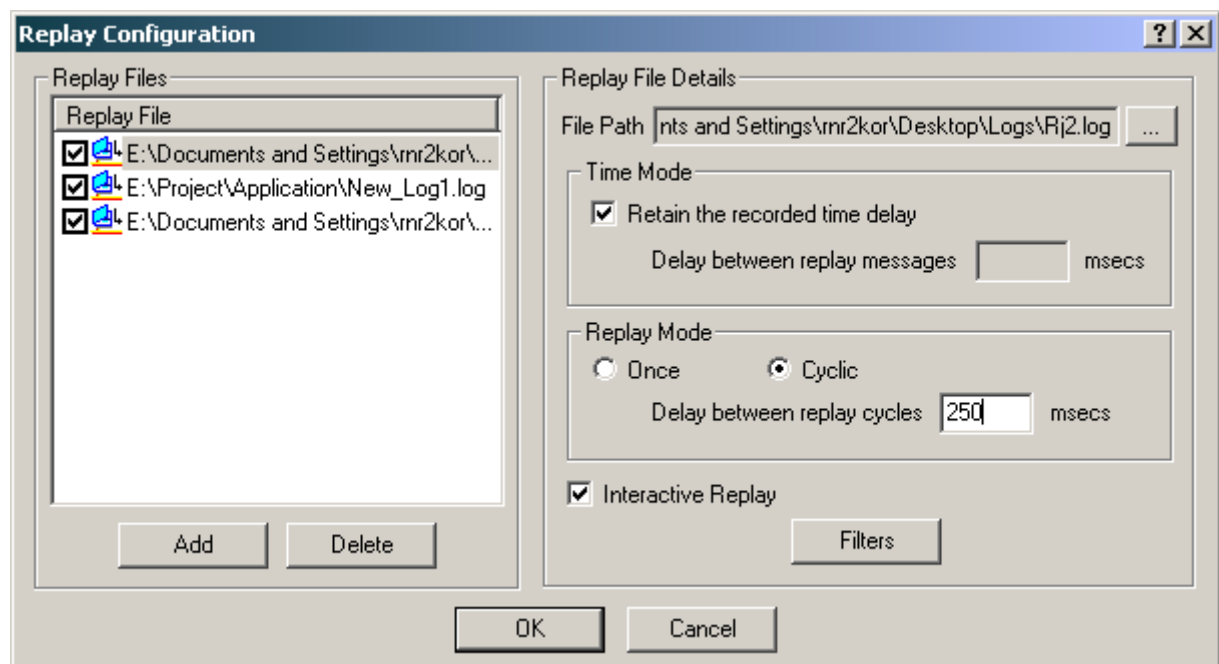 Replay Configuration
Replay Files
Replay File
E:\Documents and Settings\rnr2kor\...
E:\Project\Application\New_Log1.log
E:\Documents and Settings\rnr2kor\...
Add
Delete
Replay File Details
File Path
nts and Settings\rnr2kor\Desktop\Logs\Rj2.log
...
Time Mode
Retain the recorded time delay
Delay between replay messages
msecs
Replay Mode
Once
Cyclic
Delay between replay cycles
250
msecs
Interactive Replay
Filters
OK
Cancel